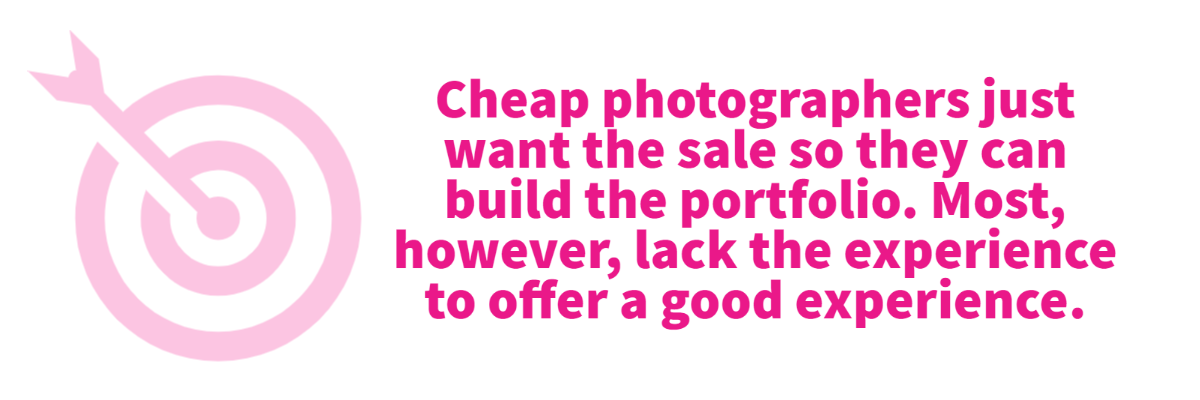 Cheap photographers just
want the sale so they can
build the portfolio. Most,
however, lack the experience
to offer a good experience.